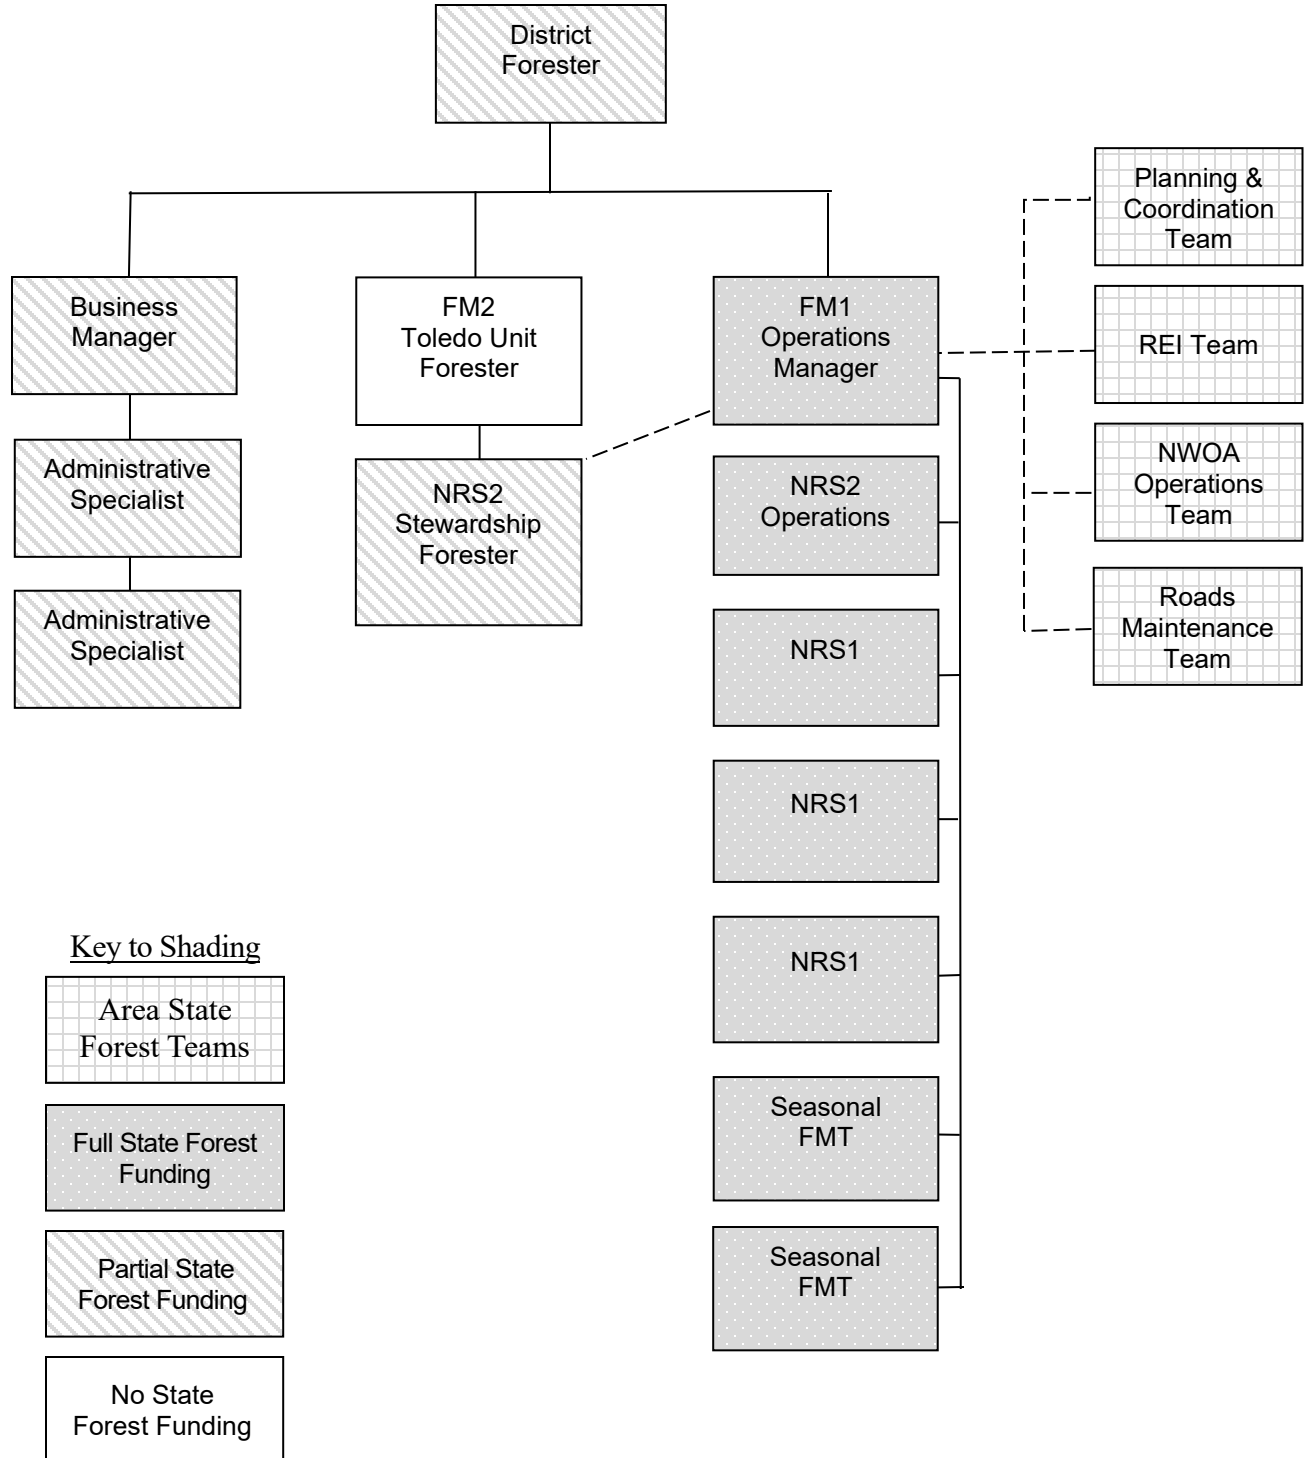 District
Forester
Planning &
Coordination
Team
Business
Manager
FM2
Toledo Unit
Forester
FM1
Operations
Manager
REI Team
Administrative
Specialist
NRS2
Stewardship
Forester
NRS2
Operations
NWOA
Operations
Team
Administrative
Specialist
NRS1
Roads
Maintenance
Team
NRS1
NRS1
Seasonal
FMT
Seasonal
FMT
Key to Shading
Area State
Forest Teams
Full State Forest
Funding
Partial State
Forest Funding
No State
Forest Funding